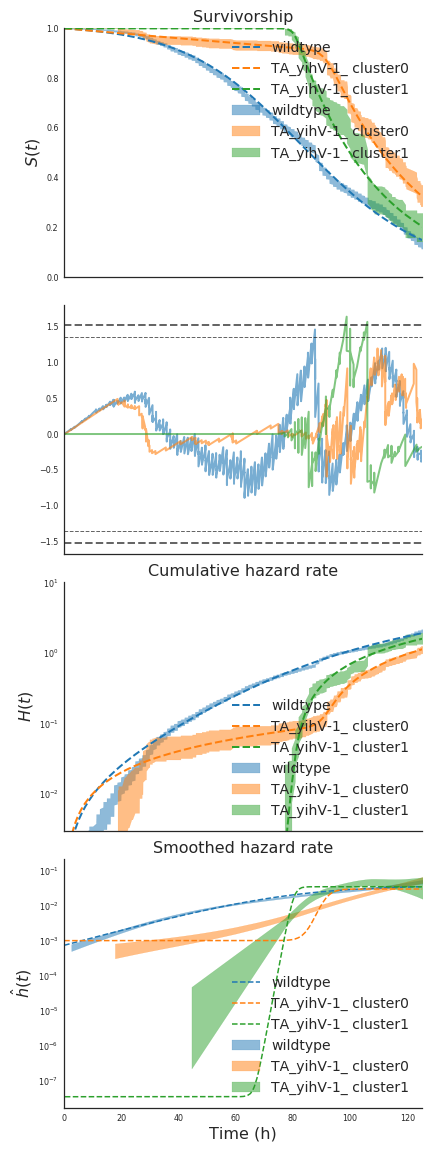 Survivorship
1.0
0.8
0.6
0.4
0.2
0.0
S(t)
wildtype
TA_yihV-1_ cluster0
TA_yihV-1_ cluster1
wildtype
TA_yihV-1_ cluster0
TA_yihV-1_ cluster1
1.5
1.0
0.5
0.0
−0.5
−1.0
−1.5
Cumulative hazard rate
10¹
10⁰
10⁻¹
10⁻²
H(t)
wildtype
TA_yihV-1_ cluster0
TA_yihV-1_ cluster1
wildtype
TA_yihV-1_ cluster0
TA_yihV-1_ cluster1
Smoothed hazard rate
10⁻¹
10⁻²
10⁻³
10⁻⁴
10⁻⁵
10⁻⁶
10⁻⁷
ĥ(t)
wildtype
TA_yihV-1_ cluster0
TA_yihV-1_ cluster1
wildtype
TA_yihV-1_ cluster0
TA_yihV-1_ cluster1
0 20 40 60 80 100 120
Time (h)